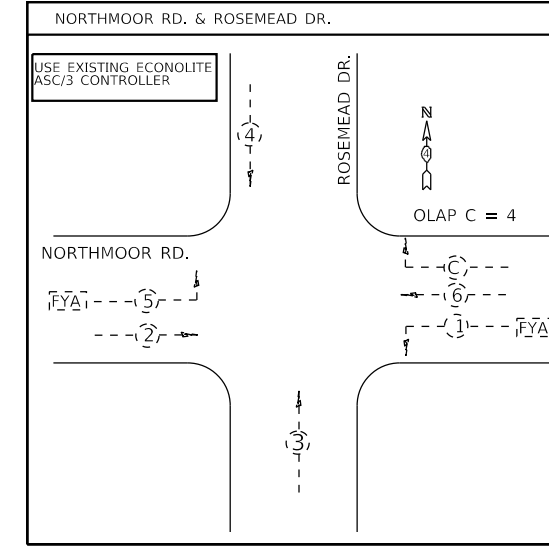 NORTHMOOR RD. & ROSEMEAD DR.
USE EXISTING ECONOLITE
ASC/3 CONTROLLER
ROSEMEAD DR.
4
N
4
OLAP C = 4
NORTHMOOR RD.
C
FYA
5
6
2
1
FYA
3